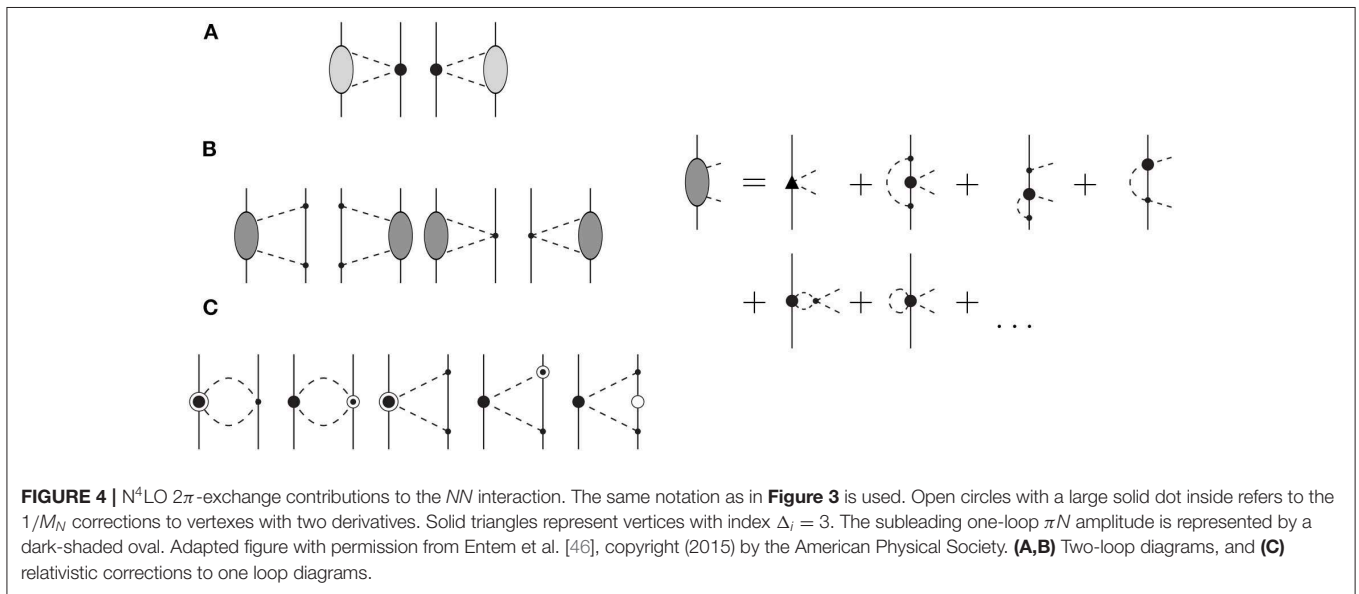 A
B
= + + +
+ + + . . .
C
FIGURE 4 | N⁴LO 2π-exchange contributions to the NN interaction. The same notation as in Figure 3 is used. Open circles with a large solid dot inside refers to the
1/M_N corrections to vertexes with two derivatives. Solid triangles represent vertices with index Δ_i = 3. The subleading one-loop πN amplitude is represented by a
dark-shaded oval. Adapted figure with permission from Entem et al. [46], copyright (2015) by the American Physical Society. (A,B) Two-loop diagrams, and (C)
relativistic corrections to one loop diagrams.